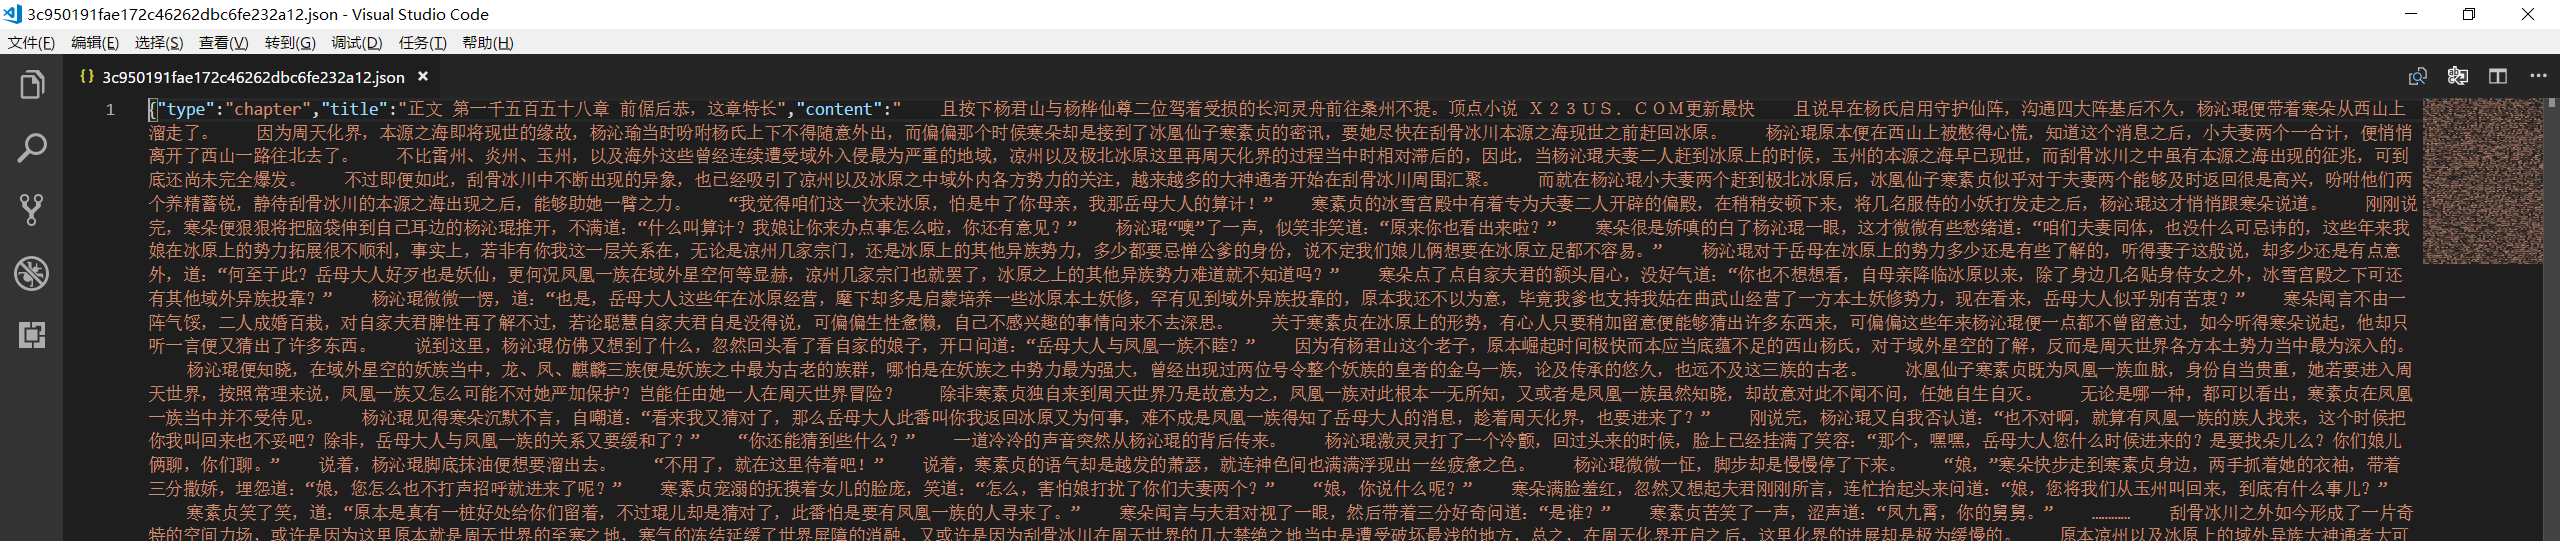 3c950191fae172c46262dbc6fe232a12.json - Visual Studio Code
文件(F) 编辑(E) 选择(S) 查看(V) 转到(G) 调试(D) 任务(T) 帮助(H)
{} 3c950191fae172c46262dbc6fe232a12.json ×
1 {"type":"chapter","title":"正文 第一千五百五十八章 前倨后恭，这章特长","content":"    且按下杨君山与杨桦仙尊二位驾着受损的长河灵舟前往桑州不提。顶点小说 Ｘ２３ＵＳ．ＣＯＭ更新最快    且说早在杨氏启用守护仙阵，沟通四大阵基后不久，杨沁琨便带着寒朵从西山上
溜走了。    因为周天化界，本源之海即将现世的缘故，杨沁瑜当时吩咐杨氏上下不得随意外出，而偏偏那个时候寒朵却是接到了冰凰仙子寒素贞的密讯，要她尽快在刮骨冰川本源之海现世之前赶回冰原。    杨沁琨原本便在西山上被憋得心慌，知道这个消息之后，小夫妻两个一合计，便悄悄
离开了西山一路往北去了。    不比雷州、炎州、玉州，以及海外这些曾经连续遭受域外入侵最为严重的地域，凉州以及极北冰原这里再周天化界的过程当中时相对滞后的，因此，当杨沁琨夫妻二人赶到冰原上的时候，玉州的本源之海早已现世，而刮骨冰川之中虽有本源之海出现的征兆，可到
底还尚未完全爆发。    不过即便如此，刮骨冰川中不断出现的异象，也已经吸引了凉州以及冰原之中域外内各方势力的关注，越来越多的大神通者开始在刮骨冰川周围汇聚。    而就在杨沁琨小夫妻两个赶到极北冰原后，冰凰仙子寒素贞似乎对于夫妻两个能够及时返回很是高兴，吩咐他们两
个养精蓄锐，静待刮骨冰川的本源之海出现之后，能够助她一臂之力。    “我觉得咱们这一次来冰原，怕是中了你母亲，我那岳母大人的算计！”    寒素贞的冰雪宫殿中有着专为夫妻二人开辟的偏殿，在稍稍安顿下来，将几名服侍的小妖打发走之后，杨沁琨这才悄悄跟寒朵说道。    刚刚说
完，寒朵便狠狠将把脑袋伸到自己耳边的杨沁琨推开，不满道：“什么叫算计？我娘让你来办点事怎么啦，你还有意见？”    杨沁琨“噢”了一声，似笑非笑道：“原来你也看出来啦？”    寒朵很是娇嗔的白了杨沁琨一眼，这才微微有些愁绪道：“咱们夫妻同体，也没什么可忌讳的，这些年来我
娘在冰原上的势力拓展很不顺利，事实上，若非有你我这一层关系在，无论是凉州几家宗门，还是冰原上的其他异族势力，多少都要忌惮公爹的身份，说不定我们娘儿俩想要在冰原立足都不容易。”    杨沁琨对于岳母在冰原上的势力多少还是有些了解的，听得妻子这般说，却多少还是有点意
外，道：“何至于此？岳母大人好歹也是妖仙，更何况凤凰一族在域外星空何等显赫，凉州几家宗门也就罢了，冰原之上的其他异族势力难道就不知道吗？”    寒朵点了点自家夫君的额头眉心，没好气道：“你也不想想看，自母亲降临冰原以来，除了身边几名贴身侍女之外，冰雪宫殿之下可还
有其他域外异族投靠？”    杨沁琨微微一愣，道：“也是，岳母大人这些年在冰原经营，麾下却多是启蒙培养一些冰原本土妖修，罕有见到域外异族投靠的，原本我还不以为意，毕竟我爹也支持我姑在曲武山经营了一方本土妖修势力，现在看来，岳母大人似乎别有苦衷？”    寒朵闻言不由一
阵气馁，二人成婚百栽，对自家夫君脾性再了解不过，若论聪慧自家夫君自是没得说，可偏偏生性惫懒，自己不感兴趣的事情向来不去深思。    关于寒素贞在冰原上的形势，有心人只要稍加留意便能够猜出许多东西来，可偏偏这些年来杨沁琨便一点都不曾留意过，如今听得寒朵说起，他却只
听一言便又猜出了许多东西。    说到这里，杨沁琨仿佛又想到了什么，忽然回头看了看自家的娘子，开口问道：“岳母大人与凤凰一族不睦？”    因为有杨君山这个老子，原本崛起时间极快而本应当底蕴不足的西山杨氏，对于域外星空的了解，反而是周天世界各方本土势力当中最为深入的。
    杨沁琨便知晓，在域外星空的妖族当中，龙、凤、麒麟三族便是妖族之中最为古老的族群，哪怕是在妖族之中势力最为强大，曾经出现过两位号令整个妖族的皇者的金乌一族，论及传承的悠久，也远不及这三族的古老。    冰凰仙子寒素贞既为凤凰一族血脉，身份自当贵重，她若要进入周
天世界，按照常理来说，凤凰一族又怎么可能不对她严加保护？岂能任由她一人在周天世界冒险？    除非寒素贞独自来到周天世界乃是故意为之，凤凰一族对此根本一无所知，又或者是凤凰一族虽然知晓，却故意对此不闻不问，任她自生自灭。    无论是哪一种，都可以看出，寒素贞在凤凰
一族当中并不受待见。    杨沁琨见得寒朵沉默不言，自嘲道：“看来我又猜对了，那么岳母大人此番叫你我返回冰原又为何事，难不成是凤凰一族得知了岳母大人的消息，趁着周天化界，也要进来了？”    刚说完，杨沁琨又自我否认道：“也不对啊，就算有凤凰一族的族人找来，这个时候把
你我叫回来也不妥吧？除非，岳母大人与凤凰一族的关系又要缓和了？”    “你还能猜到些什么？”    一道冷冷的声音突然从杨沁琨的背后传来。    杨沁琨激灵灵打了一个冷颤，回过头来的时候，脸上已经挂满了笑容：“那个，嘿嘿，岳母大人您什么时候进来的？是要找朵儿么？你们娘儿
俩聊，你们聊。”    说着，杨沁琨脚底抹油便想要溜出去。    “不用了，就在这里待着吧！”    说着，寒素贞的语气却是越发的萧瑟，就连神色间也满满浮现出一丝疲惫之色。    杨沁琨微微一怔，脚步却是慢慢停了下来。    “娘，”寒朵快步走到寒素贞身边，两手抓着她的衣袖，带着
三分撒娇，埋怨道：“娘，您怎么也不打声招呼就进来了呢？”    寒素贞宠溺的抚摸着女儿的脸庞，笑道：“怎么，害怕娘打扰了你们夫妻两个？”    “娘，你说什么呢？”    寒朵满脸羞红，忽然又想起夫君刚刚所言，连忙抬起头来问道：“娘，您将我们从玉州叫回来，到底有什么事儿？”
    寒素贞笑了笑，道：“原本是真有一桩好处给你们留着，不过琨儿却是猜对了，此番怕是要有凤凰一族的人寻来了。”    寒朵闻言与夫君对视了一眼，然后带着三分好奇问道：“是谁？”    寒素贞苦笑了一声，涩声道：“凤九霄，你的舅舅。”    …………    刮骨冰川之外如今形成了一片奇
特的空间力场，或许是因为这里原本就是周天世界的至寒之地，寒气的冻结延缓了世界屏障的消融，又或许是因为刮骨冰川在周天世界的几大禁绝之地当中是遭受破坏最浅的地方，总之，在周天化界开启之后，这里化界的进展却是极为缓慢的。    原本凉州以及冰原上的域外异族大神通者大可